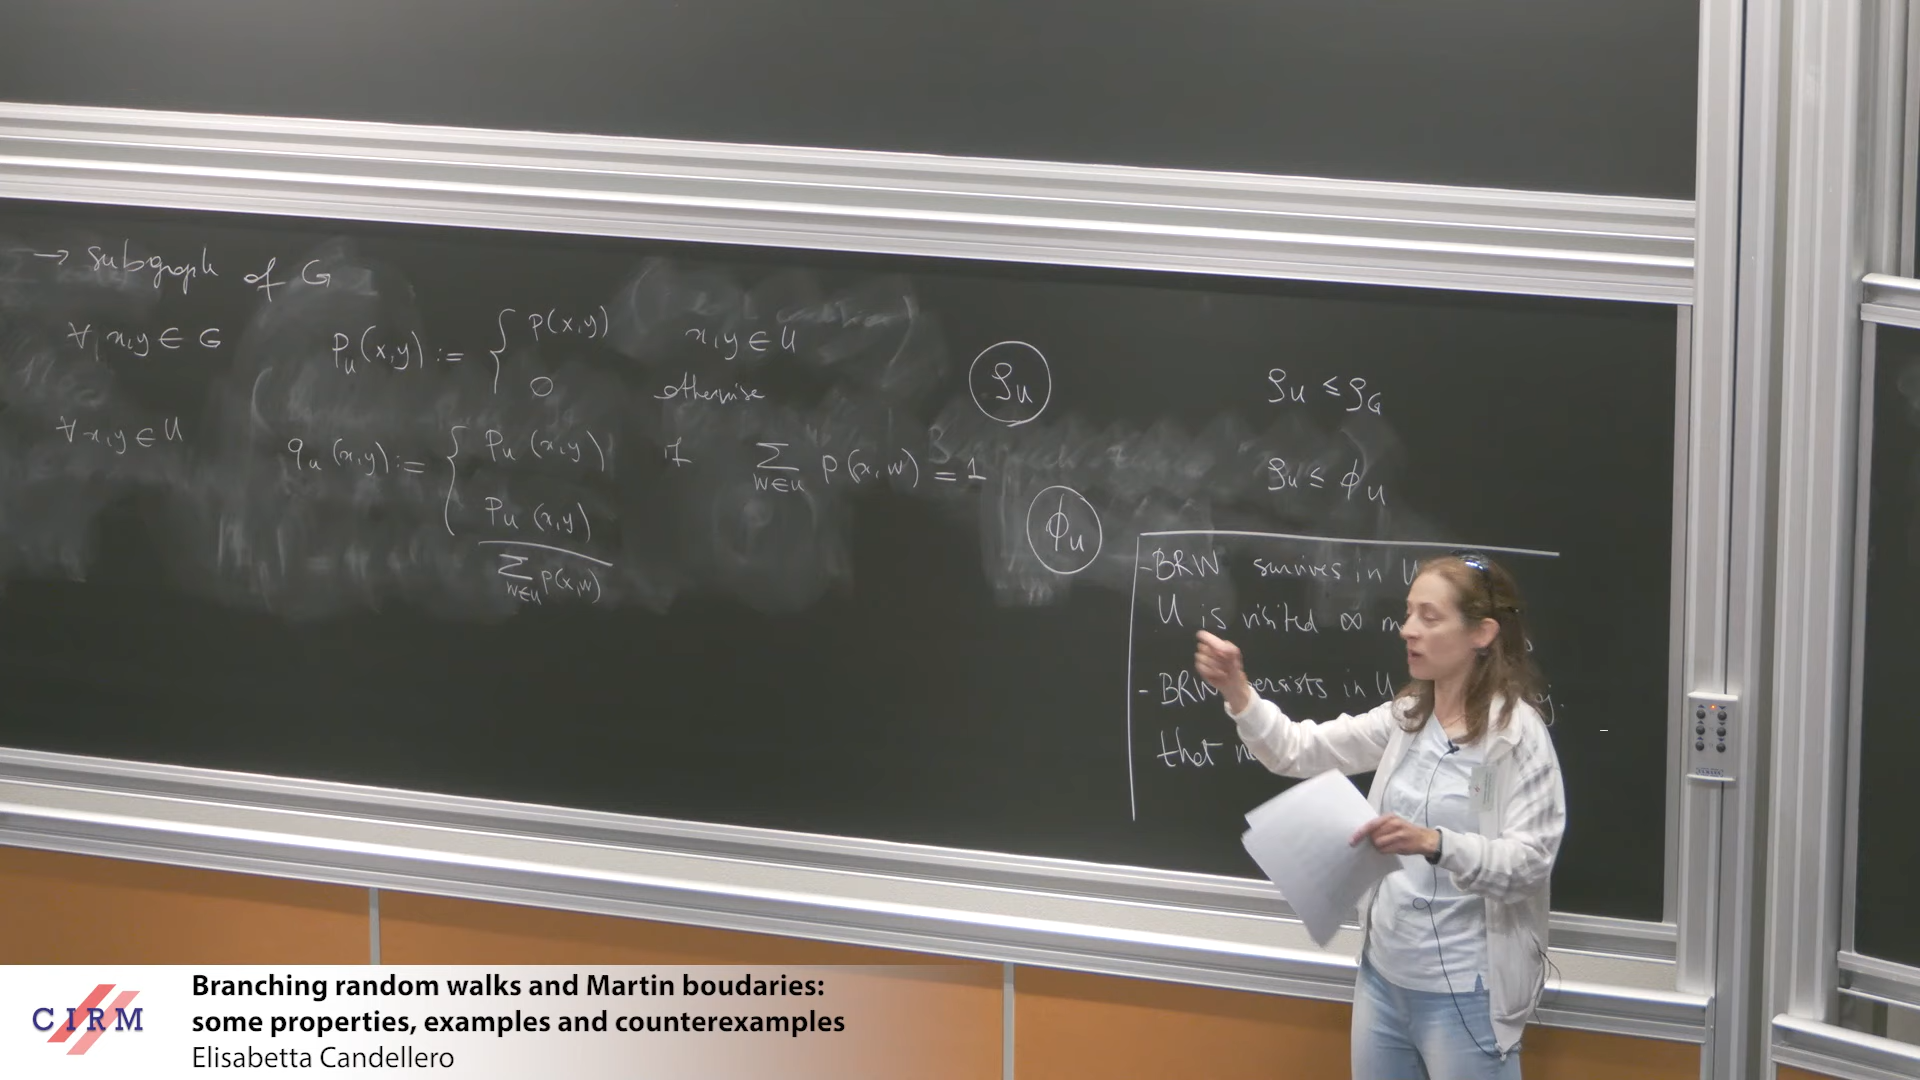 → subgraph of G
∀ x,y ∈ G   P_u(x,y) := { p(x,y)   x,y ∈ U
0   otherwise
∀ x,y ∈ U   q_u(x,y) := { P_u(x,y)   if   ∑_{w∈U} p(x,w) = 1
P_u(x,y)
∑_{w∈U} p(x,w)
ρ_U
ϕ_U
ρ_U ≤ ρ_G
ρ_U ≤ ϕ_U
- BRW survives in U
U is visited ∞
- BRW persists in U
that
CIRM
Branching random walks and Martin boudaries:
some properties, examples and counterexamples
Elisabetta Candellero